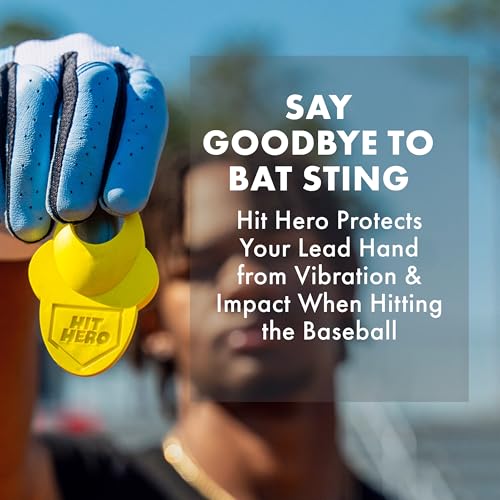 SAY
GOODBYE TO
BAT STING
Hit Hero Protects
Your Lead Hand
from Vibration &
Impact When Hitting
the Baseball
HIT
HERO